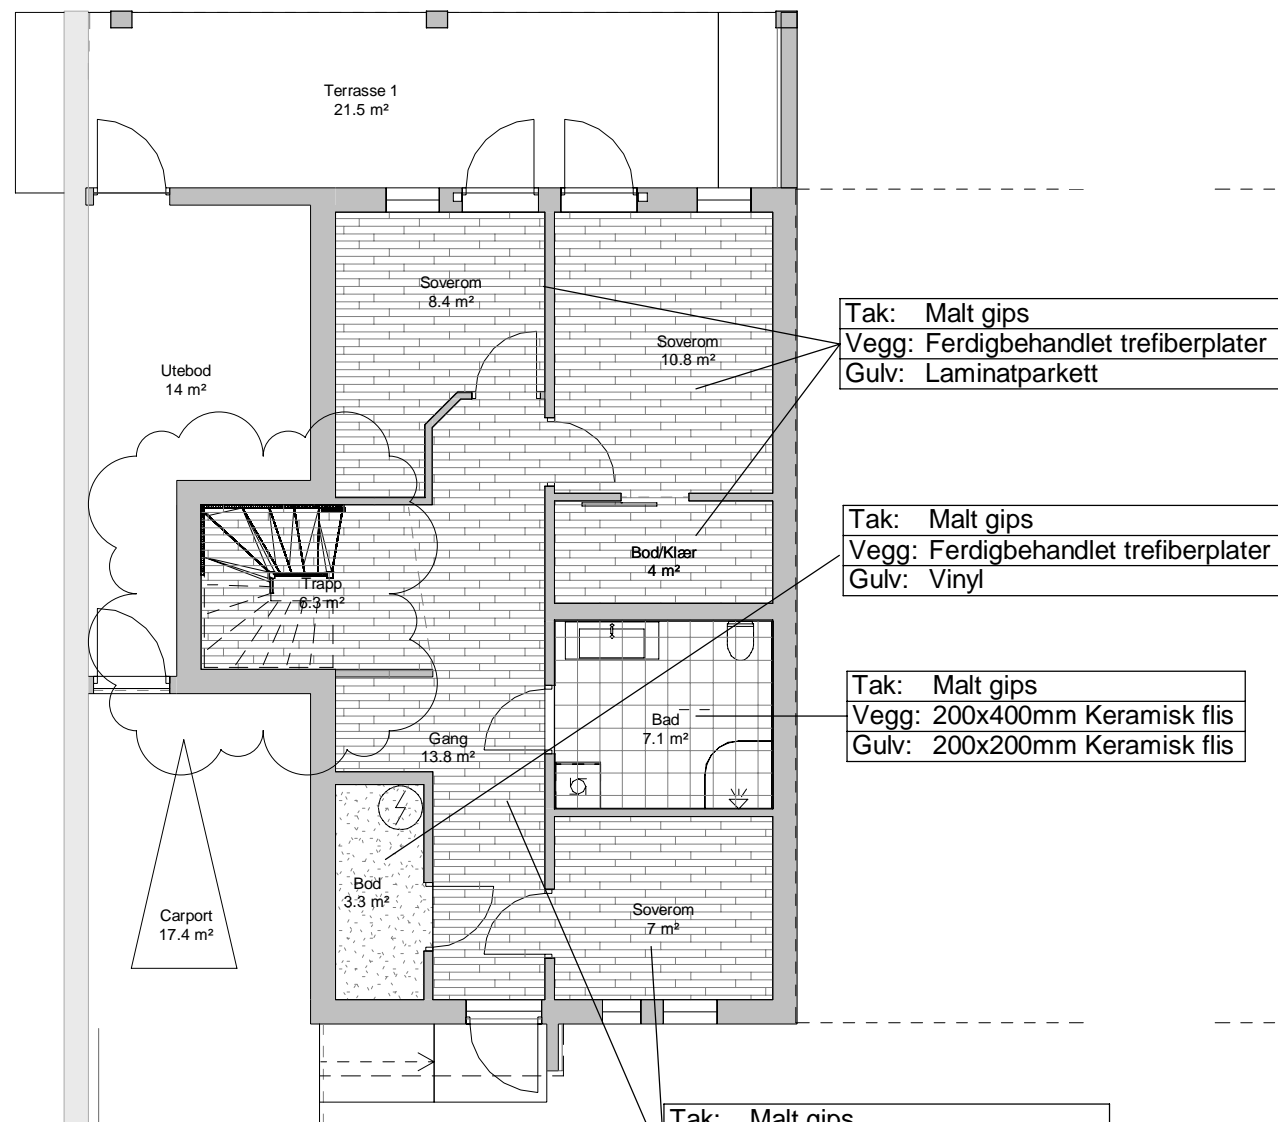 Terrasse 1
21.5 m²
Soverom
8.4 m²
Soverom
10.8 m²
Tak: Malt gips
Vegg: Ferdigbehandlet trefiberplater
Gulv: Laminatparkett
Utebod
14 m²
Tak: Malt gips
Vegg: Ferdigbehandlet trefiberplater
Gulv: Vinyl
Bod/Klær
4 m²
Trapp
6.3 m²
Tak: Malt gips
Vegg: 200x400mm Keramisk flis
Gulv: 200x200mm Keramisk flis
Bad
7.1 m²
Gang
13.8 m²
Bod
3.3 m²
Soverom
7 m²
Carport
17.4 m²
Tak: Malt gips